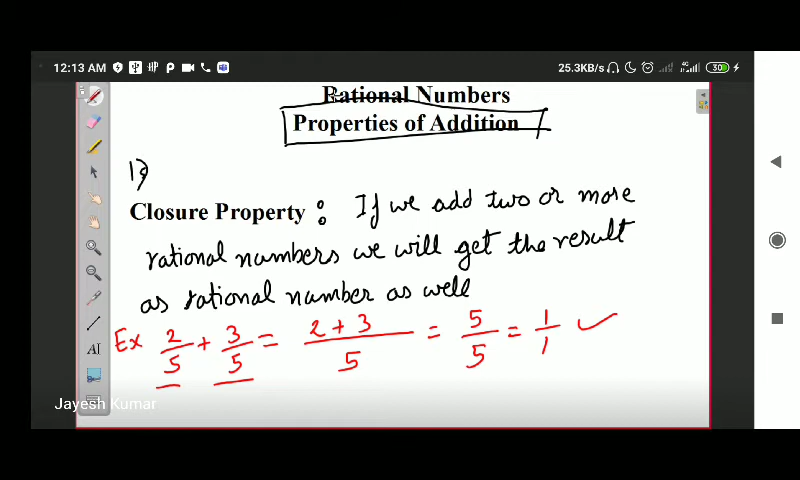 12:13 AM
25.3KB/s 4G 30
Rational Numbers
Properties of Addition
1)
Closure Property : If we add two or more
rational numbers we will get the result
as rational number as well
Ex 2/5 + 3/5 = 2+3/5 = 5/5 = 1/1 ✓
AI
Jayesh Kumar